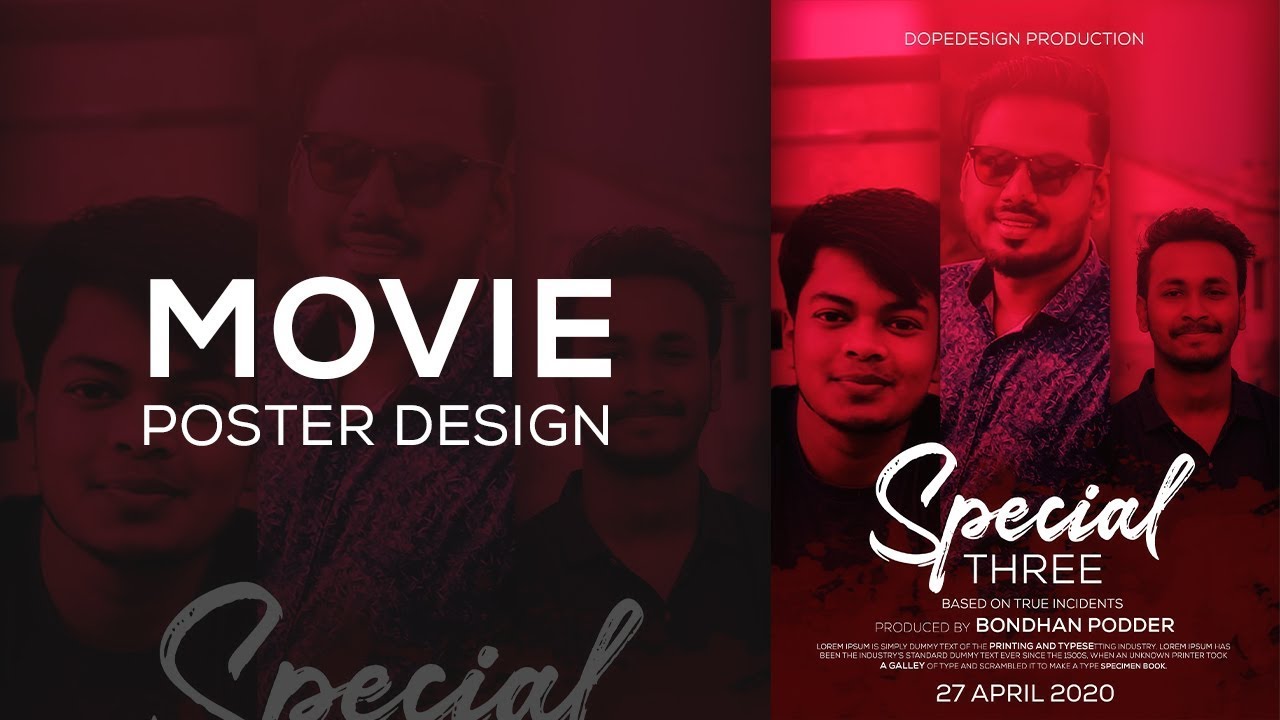 MOVIE
POSTER DESIGN
Special
DOPEDESIGN PRODUCTION
Special
THREE
BASED ON TRUE INCIDENTS
PRODUCED BY BONDHAN PODDER
LOREM IPSUM IS SIMPLY DUMMY TEXT OF THE PRINTING AND TYPESETTING INDUSTRY. LOREM IPSUM HAS
BEEN THE INDUSTRY'S STANDARD DUMMY TEXT EVER SINCE THE 1500S, WHEN AN UNKNOWN PRINTER TOOK
A GALLEY OF TYPE AND SCRAMBLED IT TO MAKE A TYPE SPECIMEN BOOK.
27 APRIL 2020